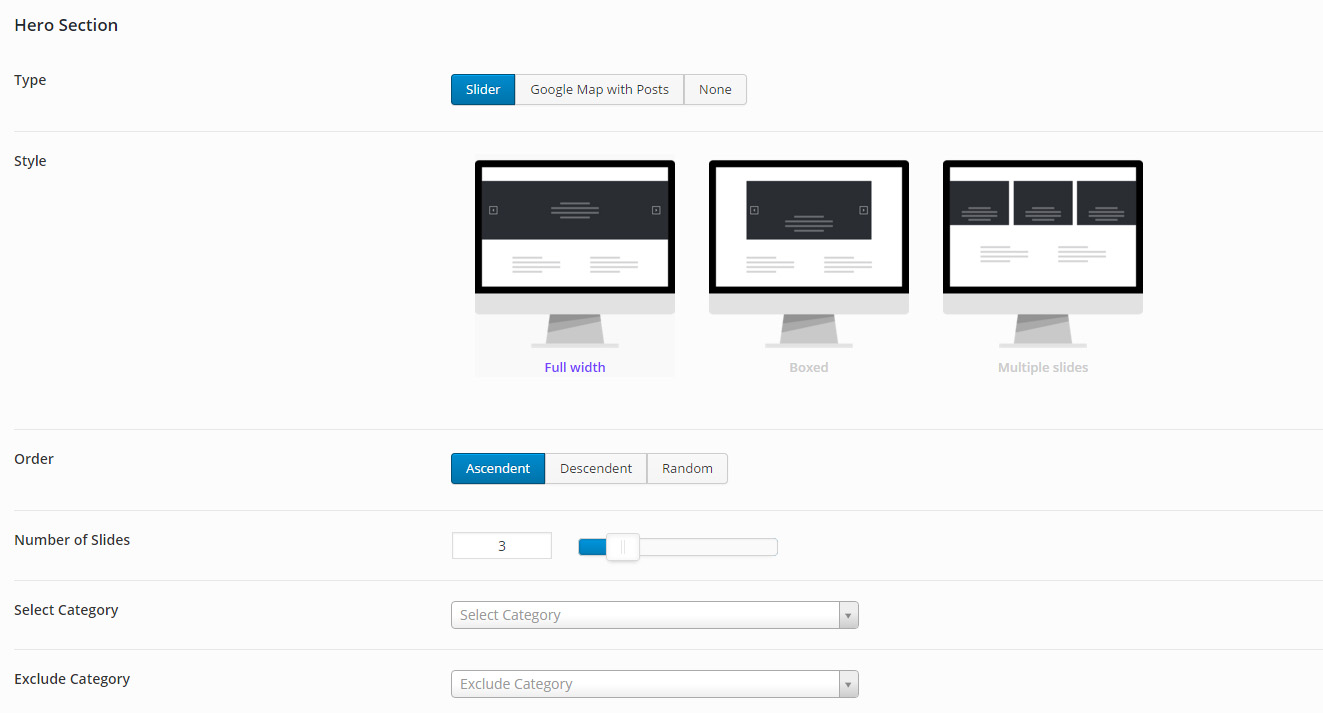 Hero Section
Type
Slider Google Map with Posts None
Style
Full width Boxed Multiple slides
Order
Ascendent Descendent Random
Number of Slides 3
Select Category Select Category
Exclude Category Exclude Category